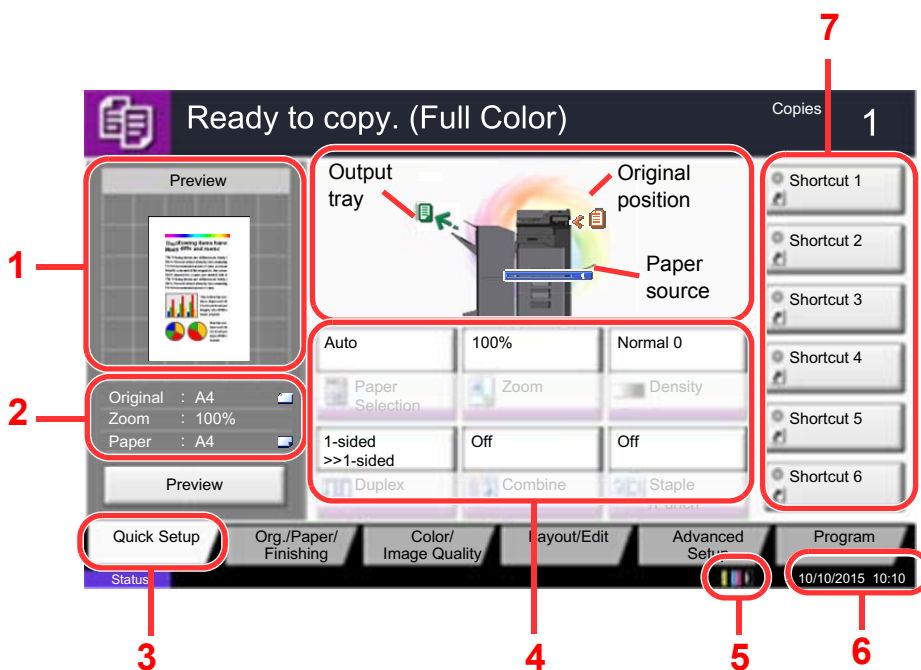 7
Ready to copy. (Full Color)
Copies
1
Preview
Output
tray
Original
position
Paper
source
Shortcut 1
Shortcut 2
Shortcut 3
Shortcut 4
Shortcut 5
Shortcut 6
1
2
Original : A4
Zoom : 100%
Paper : A4
Preview
Auto
100%
Normal 0
Paper
Selection
Zoom
Density
1-sided
>>1-sided
Off
Off
Duplex
Combine
Staple
/Punch
Quick Setup
Org./Paper/
Finishing
Color/
Image Quality
Layout/Edit
Advanced
Setup
Program
Status
10/10/2015 10:10
3
4
5
6